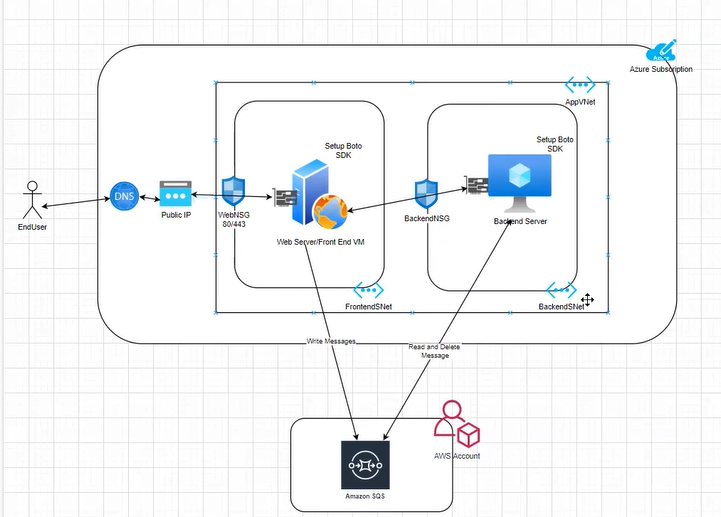 Azure
Azure Subscription
AppVNet
Setup Boto
SDK
Setup Boto
SDK
DNS
EndUser
Public IP
WebNSG
80/443
BackendNSG
Backend Server
Web Server/Front End VM
FrontendSNet
BackendSNet
Write Messages
Read and Delete
Message
AWS Account
Amazon SQS